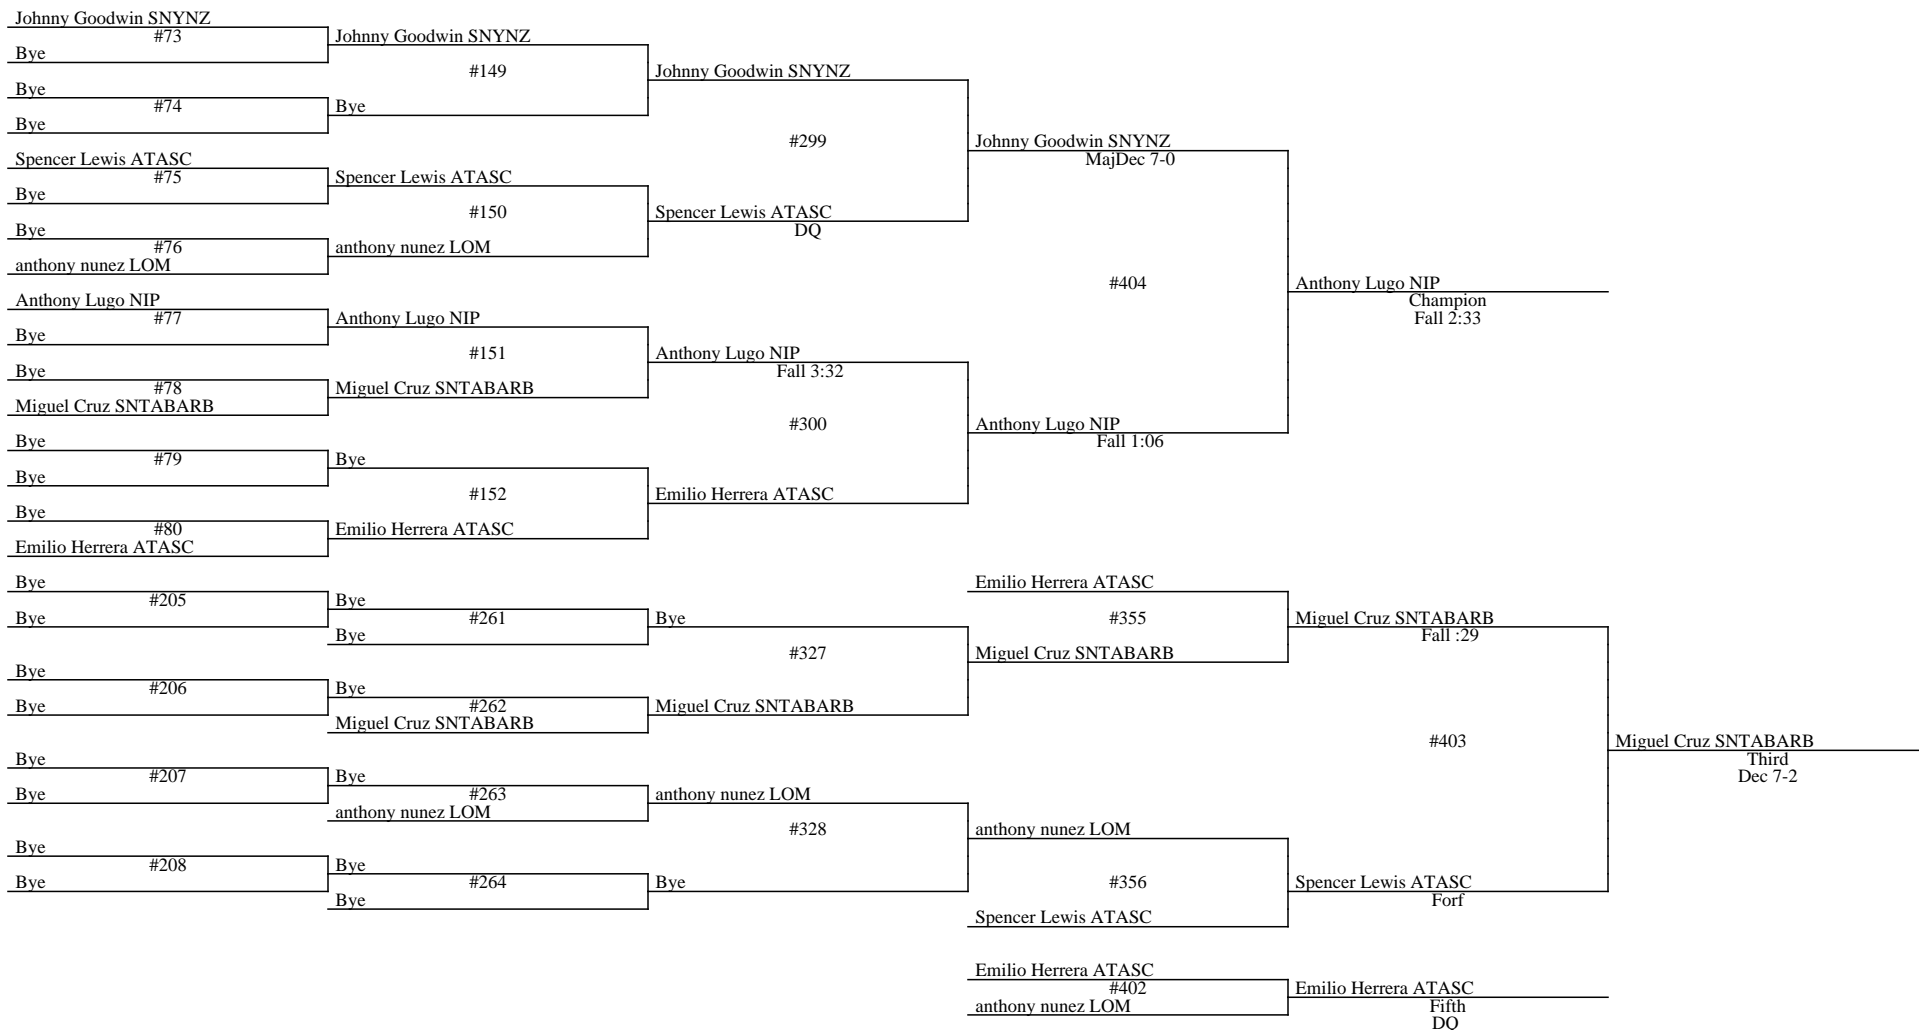 Johnny Goodwin SNYNZ
#73
Bye
Bye
#74
Bye
Spencer Lewis ATASC
#75
Bye
Bye
#76
anthony nunez LOM
Anthony Lugo NIP
#77
Bye
Bye
#78
Miguel Cruz SNTABARB
Bye
#79
Bye
Bye
#80
Emilio Herrera ATASC
Johnny Goodwin SNYNZ
#149
Bye
Spencer Lewis ATASC
#150
anthony nunez LOM
Anthony Lugo NIP
#151
Miguel Cruz SNTABARB
Bye
#152
Emilio Herrera ATASC
Johnny Goodwin SNYNZ
#299
Spencer Lewis ATASC
DQ
Anthony Lugo NIP
Fall 3:32
#300
Emilio Herrera ATASC
Johnny Goodwin SNYNZ
MajDec 7-0
#404
Anthony Lugo NIP
Fall 1:06
Anthony Lugo NIP
Champion
Fall 2:33
Bye
#205
Bye
Bye
#206
Bye
Bye
#207
Bye
Bye
#208
Bye
Bye
#261
Bye
Bye
#262
Miguel Cruz SNTABARB
Bye
#263
anthony nunez LOM
Bye
#264
Bye
Bye
#327
Miguel Cruz SNTABARB
anthony nunez LOM
#328
Bye
Emilio Herrera ATASC
#355
Miguel Cruz SNTABARB
anthony nunez LOM
#356
Spencer Lewis ATASC
Miguel Cruz SNTABARB
Fall :29
#403
Spencer Lewis ATASC
Forf
Miguel Cruz SNTABARB
Third
Dec 7-2
Emilio Herrera ATASC
#402
anthony nunez LOM
Emilio Herrera ATASC
Fifth
DQ